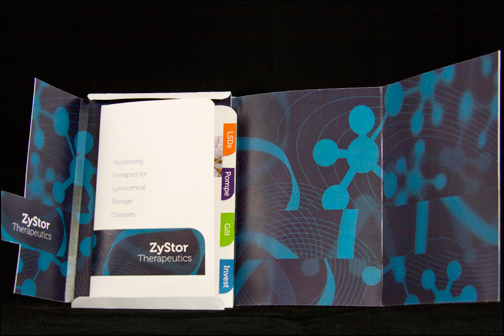 ZyStor
Therapeutics
Pioneering
therapies for
Lysosomal
Storage
Diseases
ZyStor
Therapeutics
LSDs
Pompe
Gilt
Invest